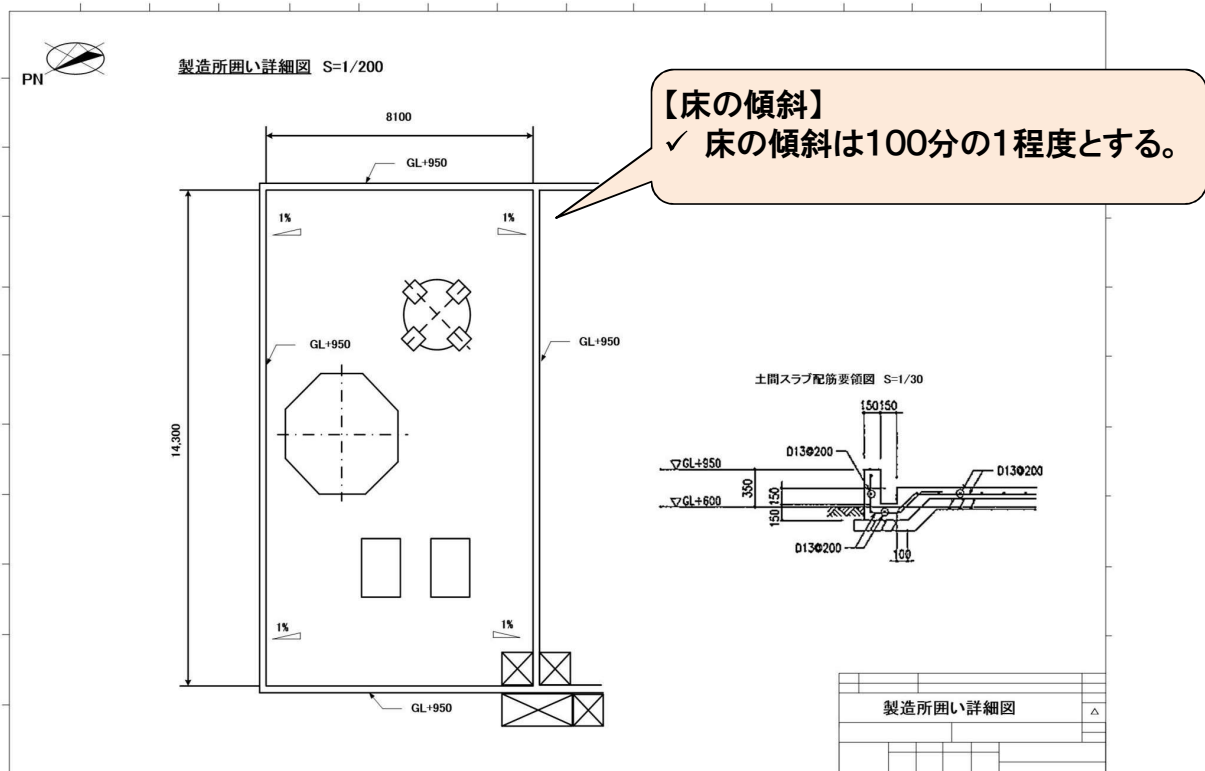 PN
製造所囲い詳細図 S=1/200
【床の傾斜】
✓ 床の傾斜は100分の1程度とする。
8100
GL+950
1%
1%
GL+950
GL+950
14,300
1%
1%
GL+950
土間スラブ配筋要領図 S=1/30
150 150
D13@200
D13@200
▽GL+950
350
150
▽GL+600
150
D13@200
100
製造所囲い詳細図
△